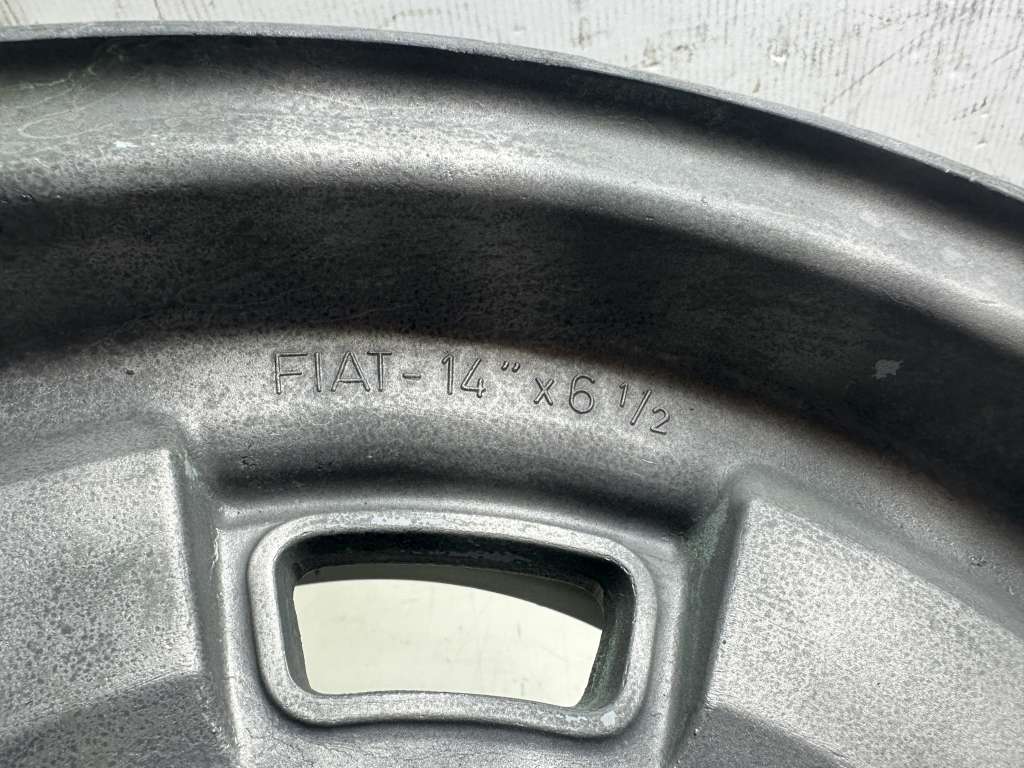 FIAT - 14" x 6 1/2